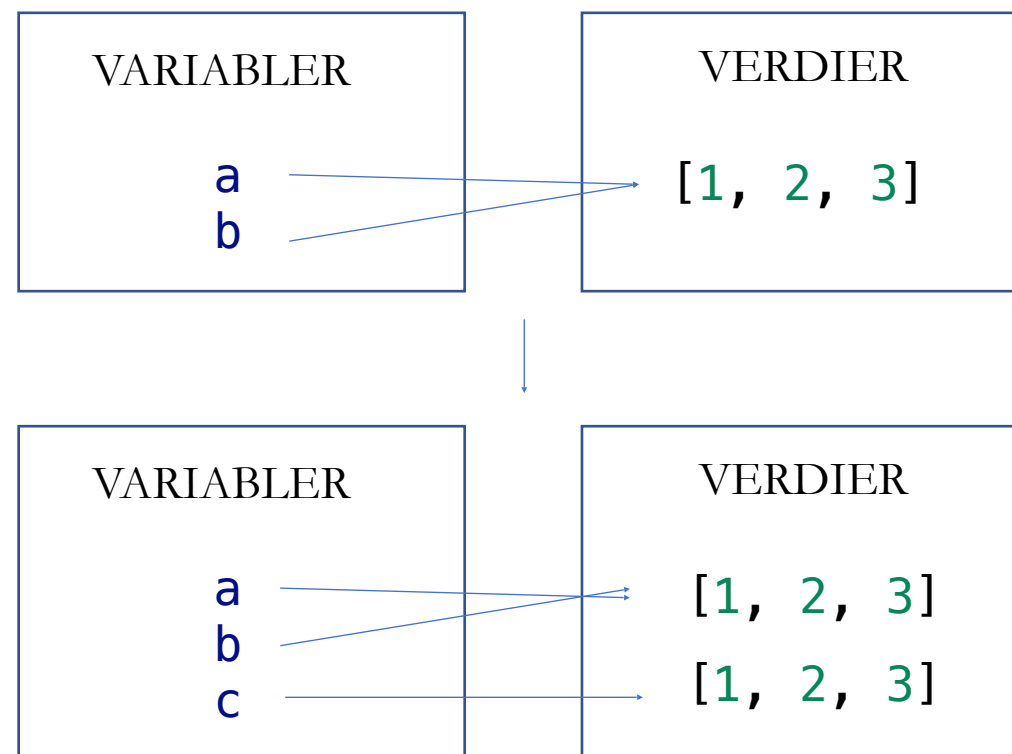 VARIABLER
a
b
VERDIER
[1, 2, 3]
VARIABLER
a
b
c
VERDIER
[1, 2, 3]
[1, 2, 3]